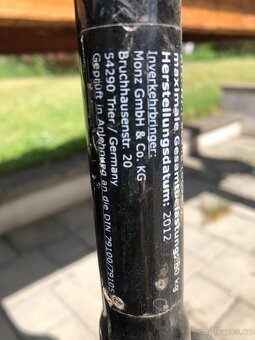 maximale Gesamtbelastung: 80 kg
Herstellungsdatum: 2012
Inverkehrbringer:
Monz GmbH & Co. KG
Bruchhausenstr. 20
54290 Trier/Germany
Geprüft in Anlehnung an die DIN 79100/79105